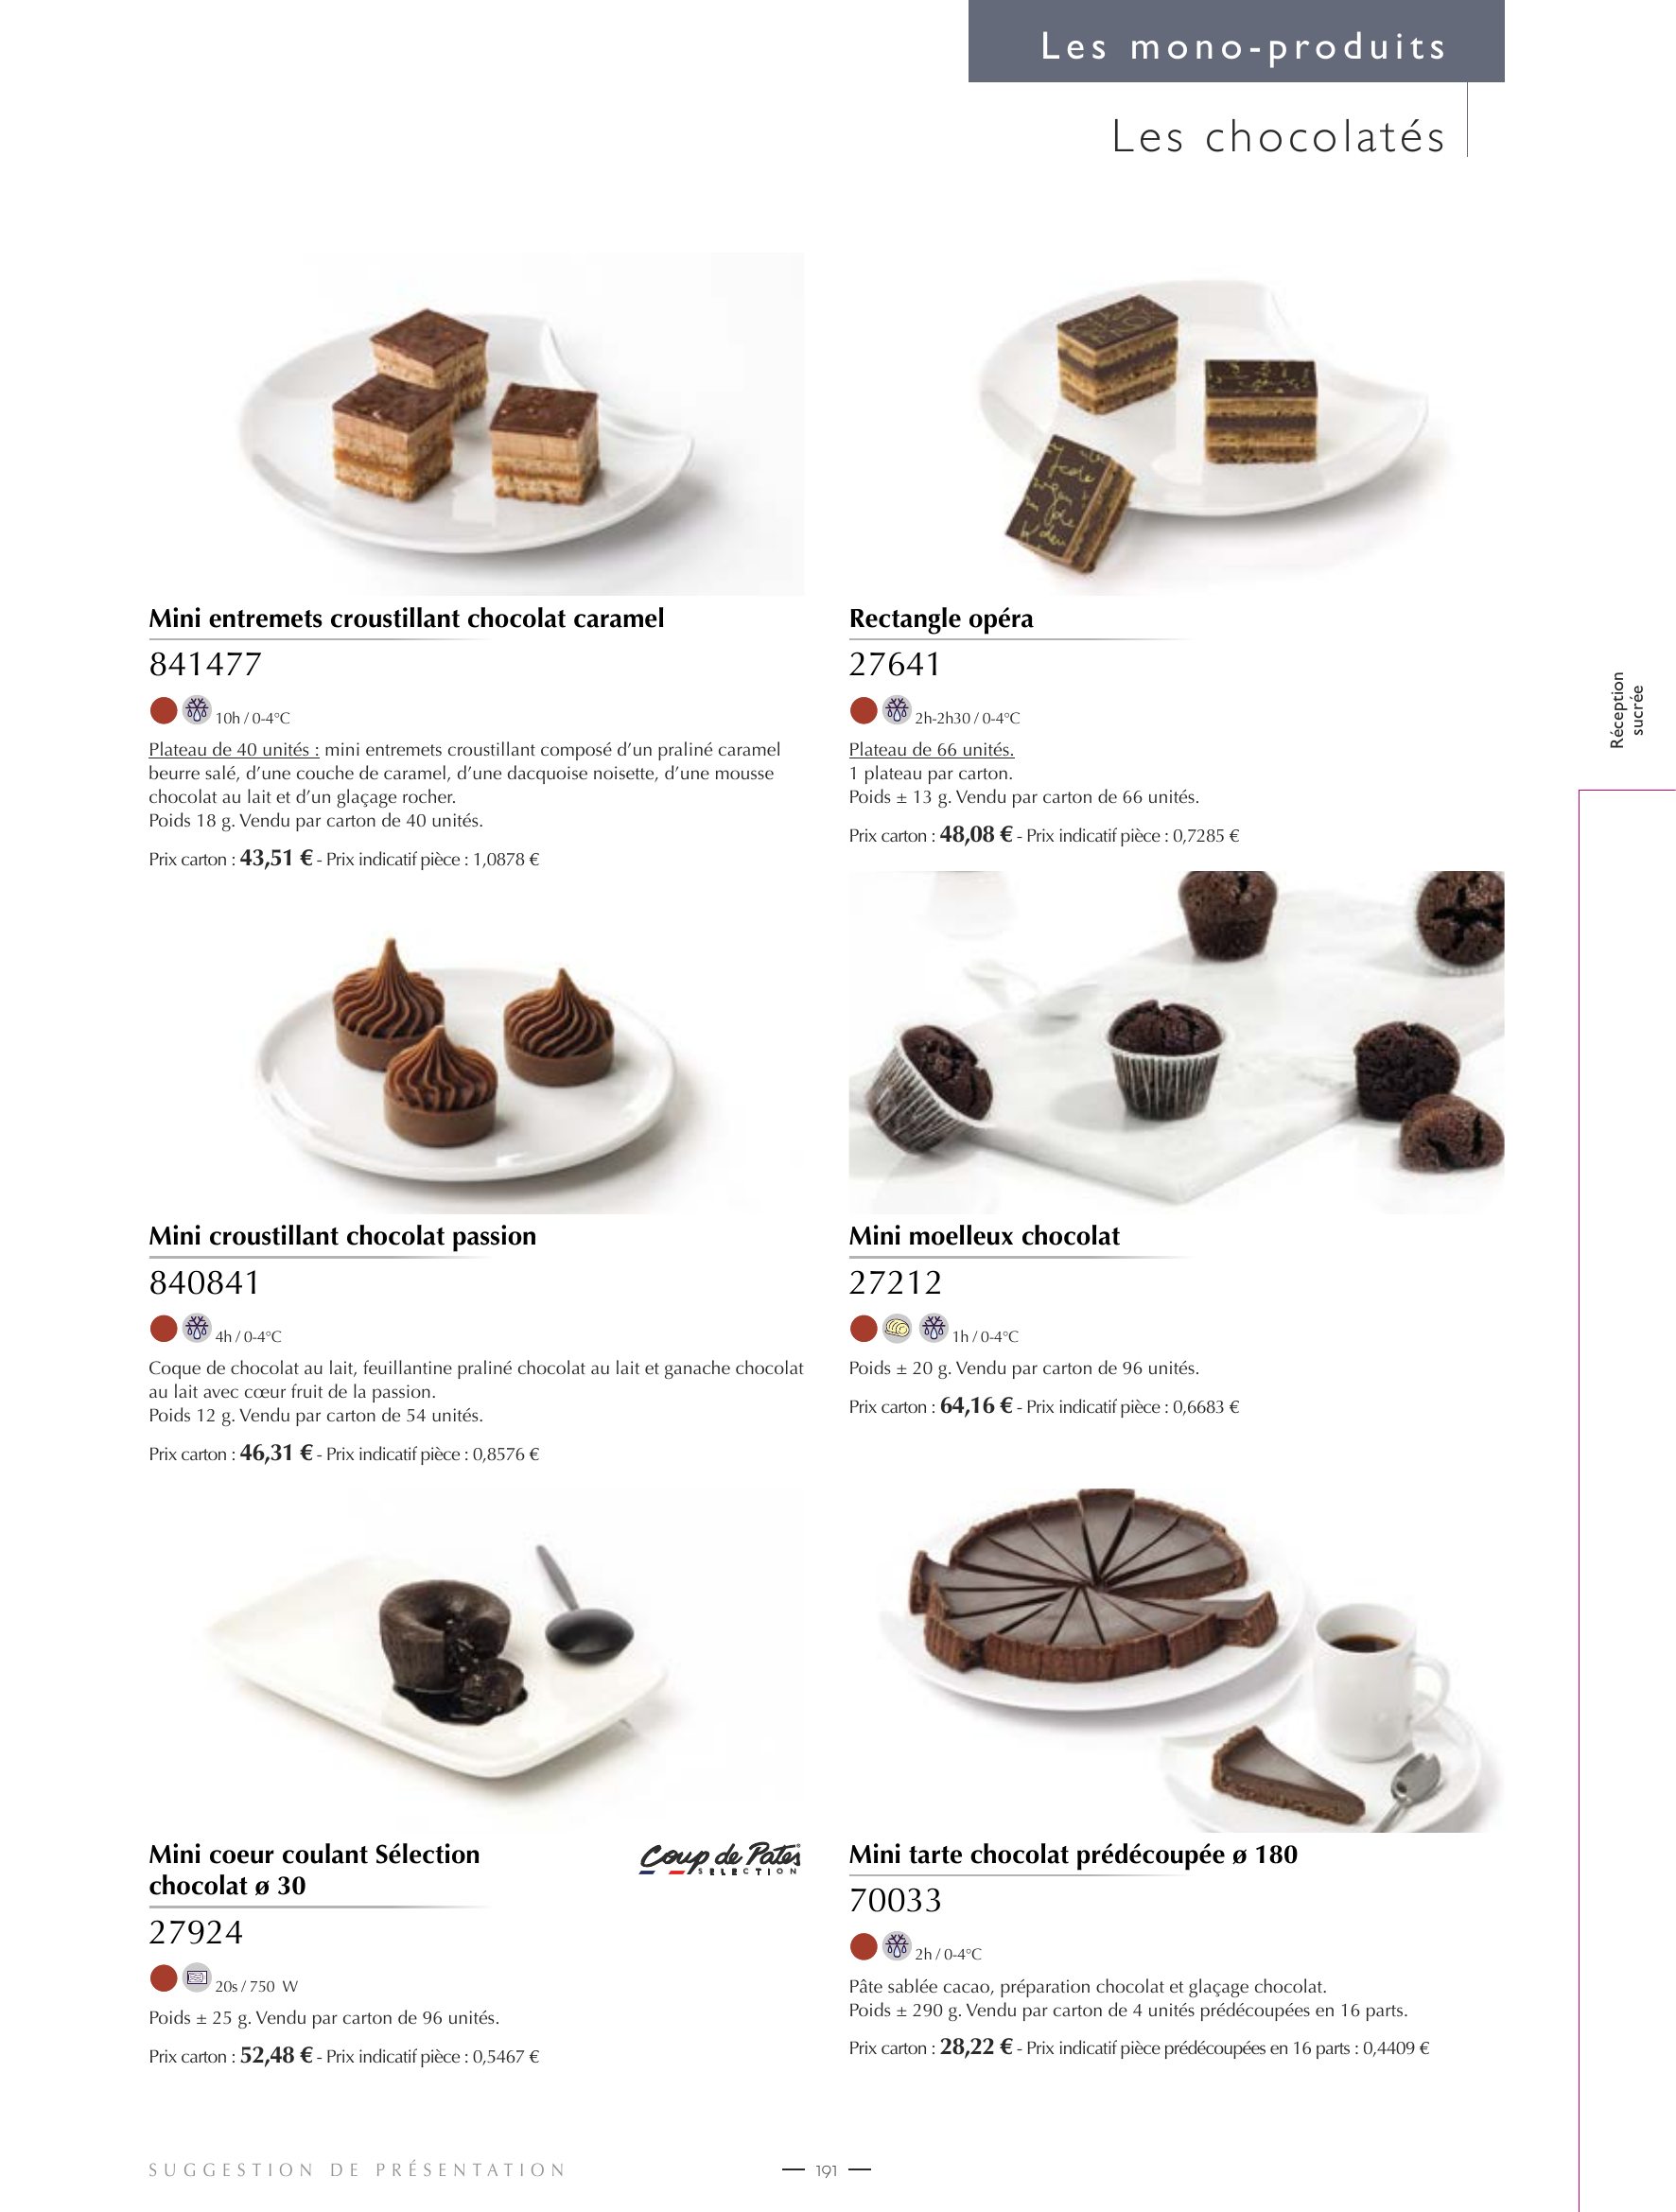 Les mono-produits
Les chocolatés
Mini entremets croustillant chocolat caramel
841477
10h / 0-4°C
Plateau de 40 unités : mini entremets croustillant composé d’un praliné caramel
beurre salé, d’une couche de caramel, d’une dacquoise noisette, d’une mousse
chocolat au lait et d’un glaçage rocher.
Poids 18 g. Vendu par carton de 40 unités.
Prix carton : 43,51 € - Prix indicatif pièce : 1,0878 €
Rectangle opéra
27641
2h-2h30 / 0-4°C
Plateau de 66 unités.
1 plateau par carton.
Poids ± 13 g. Vendu par carton de 66 unités.
Prix carton : 48,08 € - Prix indicatif pièce : 0,7285 €
Réception
sucrée
Mini croustillant chocolat passion
840841
4h / 0-4°C
Coque de chocolat au lait, feuillantine praliné chocolat au lait et ganache chocolat
au lait avec cœur fruit de la passion.
Poids 12 g. Vendu par carton de 54 unités.
Prix carton : 46,31 € - Prix indicatif pièce : 0,8576 €
Mini moelleux chocolat
27212
1h / 0-4°C
Poids ± 20 g. Vendu par carton de 96 unités.
Prix carton : 64,16 € - Prix indicatif pièce : 0,6683 €
Mini coeur coulant Sélection
chocolat ø 30
Coup de Pates
SELECTION
27924
20s / 750 W
Poids ± 25 g. Vendu par carton de 96 unités.
Prix carton : 52,48 € - Prix indicatif pièce : 0,5467 €
Mini tarte chocolat prédécoupée ø 180
70033
2h / 0-4°C
Pâte sablée cacao, préparation chocolat et glaçage chocolat.
Poids ± 290 g. Vendu par carton de 4 unités prédécoupées en 16 parts.
Prix carton : 28,22 € - Prix indicatif pièce prédécoupées en 16 parts : 0,4409 €
SUGGESTION DE PRÉSENTATION
191